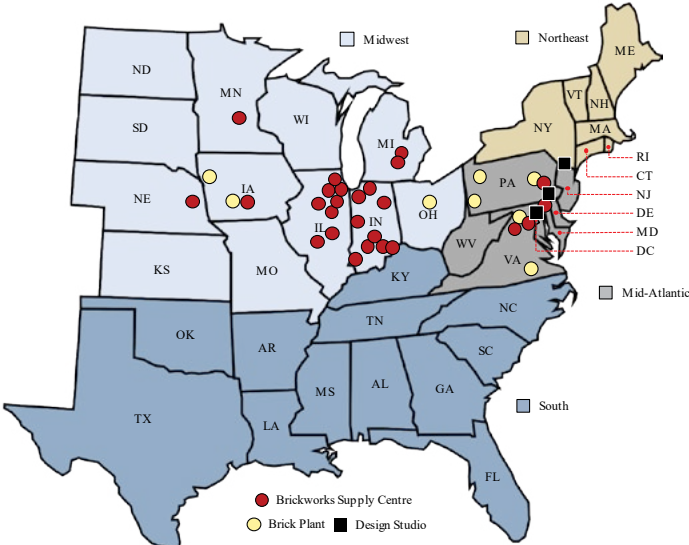 Midwest
Northeast
ME
ND
MN
VT
NH
WI
NY
MA
SD
MI
RI
PA
CT
NE
IA
NJ
IL
IN
OH
DE
MD
WV
DC
VA
KS
MO
KY
Mid-Atlantic
NC
TN
OK
AR
SC
MS
AL
GA
TX
LA
South
FL
Brickworks Supply Centre
Brick Plant
Design Studio